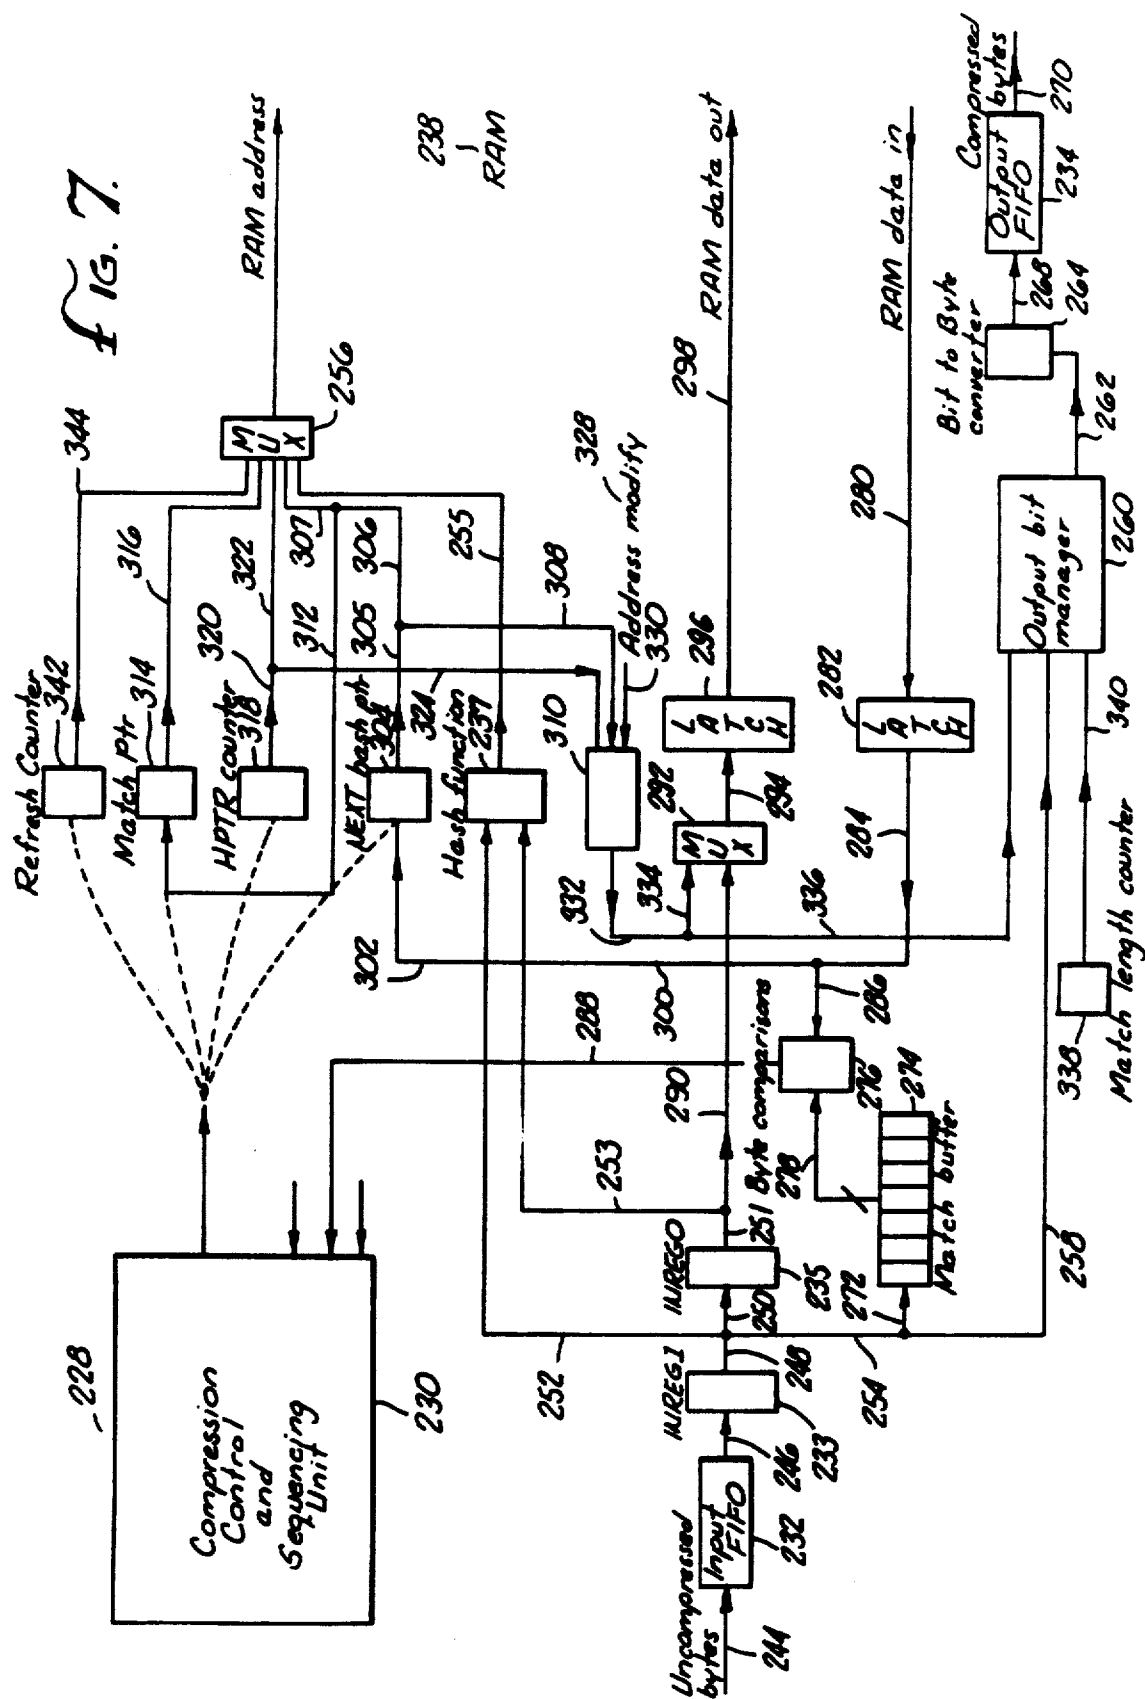 fIG. 7.
228
Compression
Control
and
Sequencing
Unit
230
Refresh Counter
342
344
Match Ptr
314
316
HPTR counter
318
320
322
NEXT hash ptr
304
305
306
307
312
Hash function
237
255
324
308
MUX
256
RAM address
238
RAM
302
310
Address modify
328
330
332
334
MUX
292
294
LATCH
296
298
RAM data out
288
300
336
253
290
Uncompressed
bytes
244
Input
FIFO
232
246
INREG1
233
248
252
250
INREG0
235
251
254
272
Byte comparisons
276
278
286
Match buffer
274
284
LATCH
282
280
RAM data in
258
338
Match length counter
340
Output bit
manager
260
262
Bit to Byte
converter
264
268
Output
FIFO
234
Compressed
bytes
270